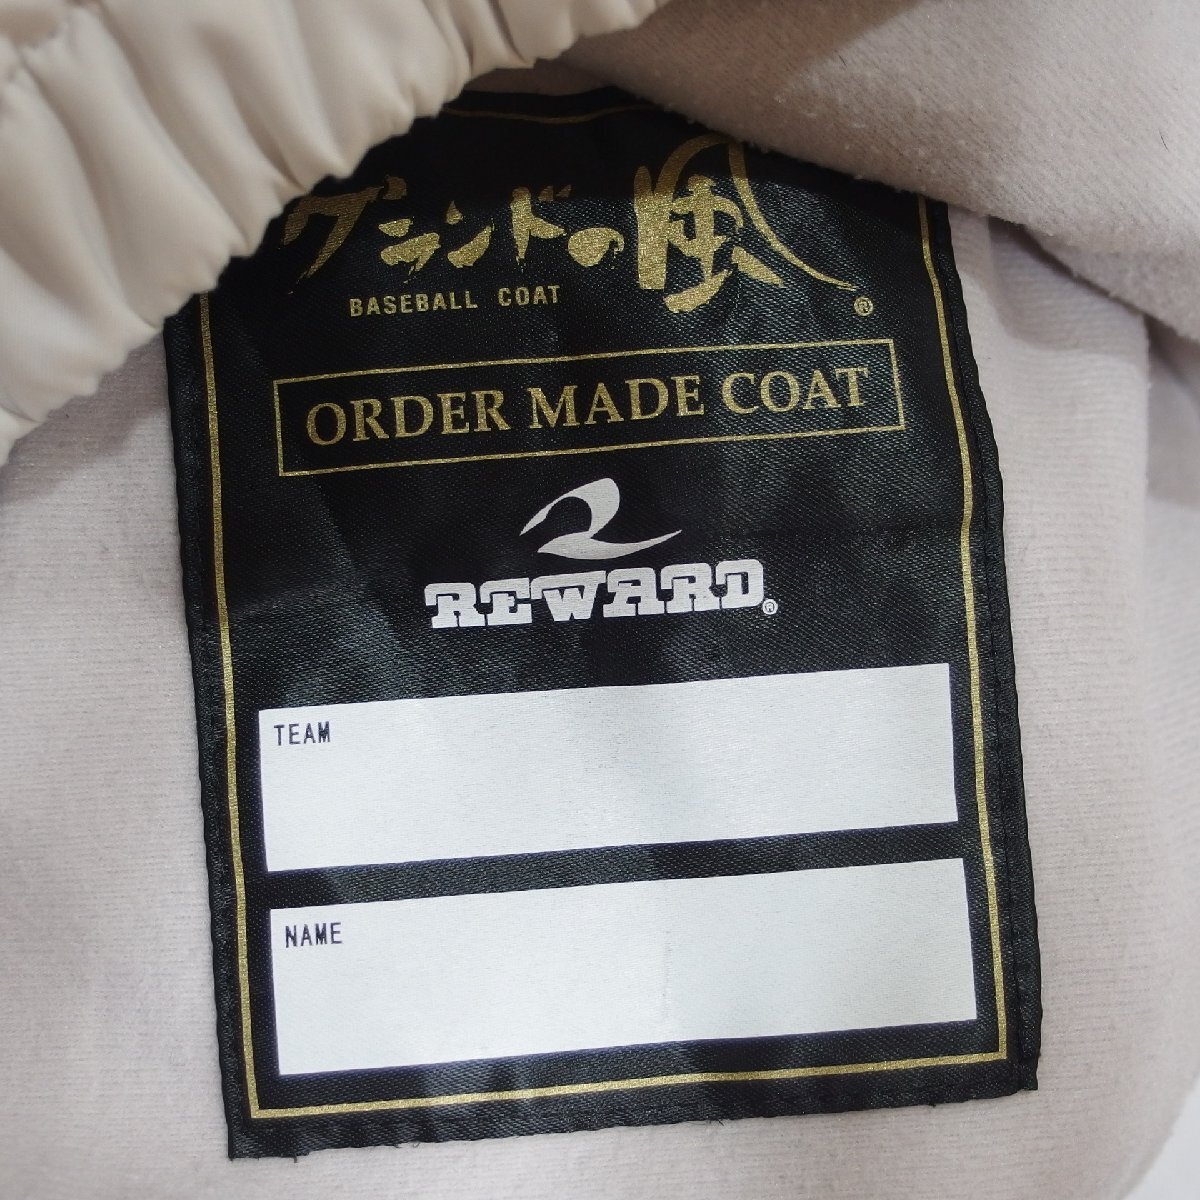 グランドの風®
BASEBALL COAT
ORDER MADE COAT
REWARD®
TEAM
NAME